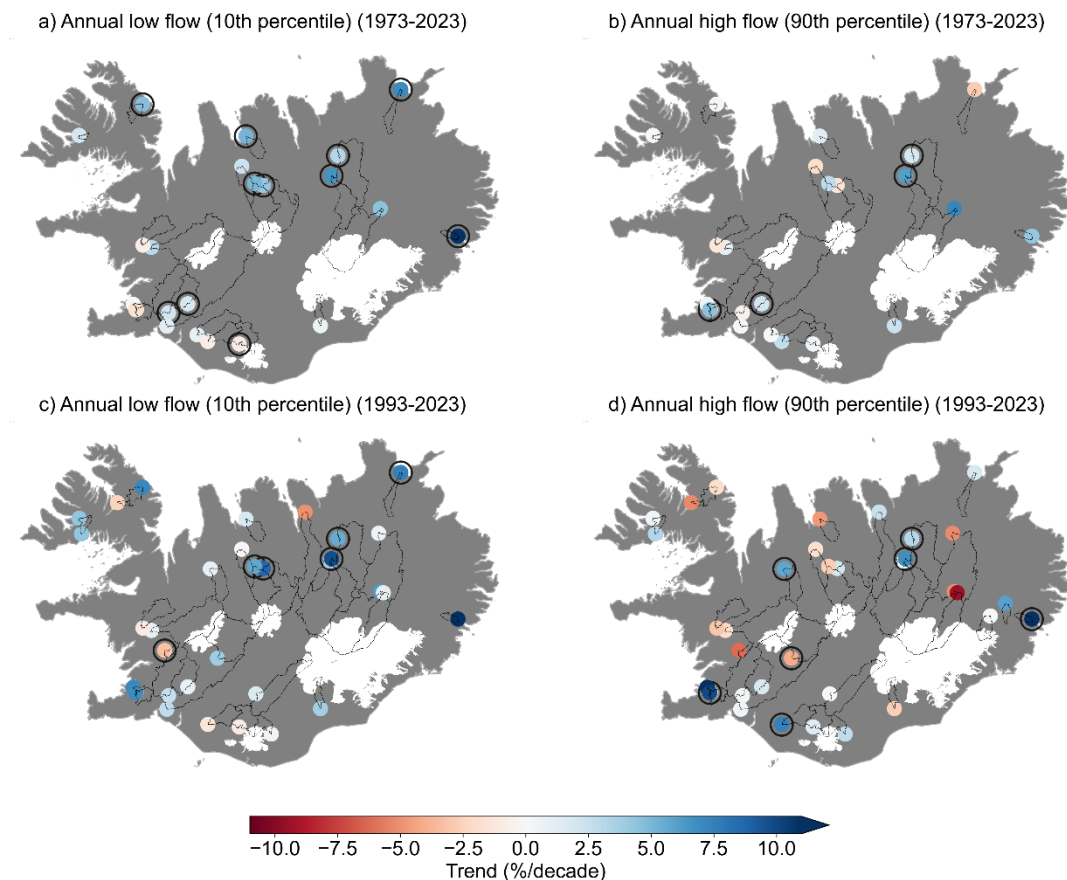 a) Annual low flow (10th percentile) (1973-2023)
b) Annual high flow (90th percentile) (1973-2023)
c) Annual low flow (10th percentile) (1993-2023)
d) Annual high flow (90th percentile) (1993-2023)
−10.0 −7.5 −5.0 −2.5 0.0 2.5 5.0 7.5 10.0
Trend (%/decade)